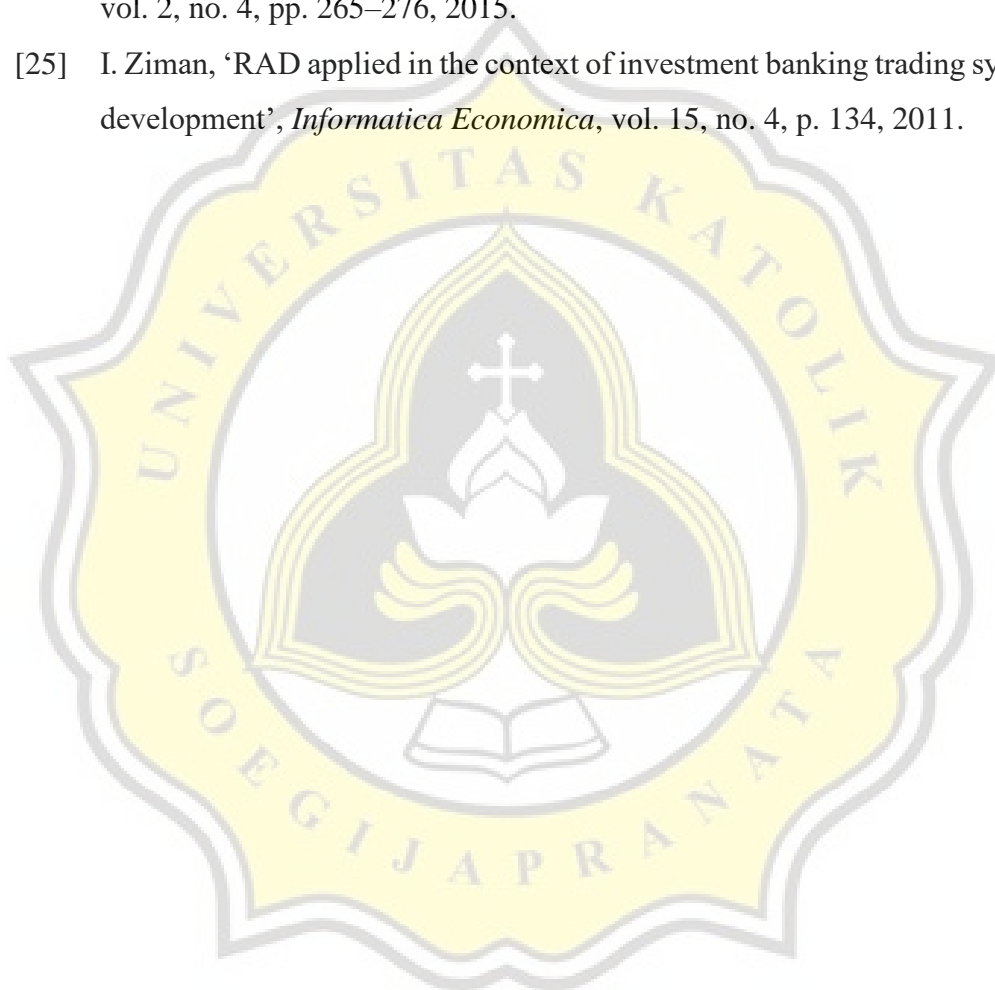 vol. 2, no. 4, pp. 265–276, 2015.
[25] I. Ziman, ‘RAD applied in the context of investment banking trading sy
development’, Informatica Economica, vol. 15, no. 4, p. 134, 2011.
UNIVERSITAS KATOLIK
SOEGIJAPRANATA